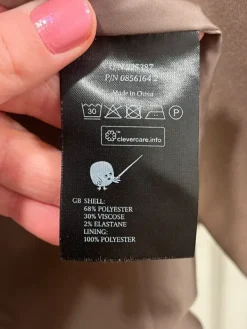 P/N 0856164 2
Made in China
30
P
clevercare.info
GB SHELL:
68% POLYESTER
30% VISCOSE
2% ELASTANE
LINING:
100% POLYESTER